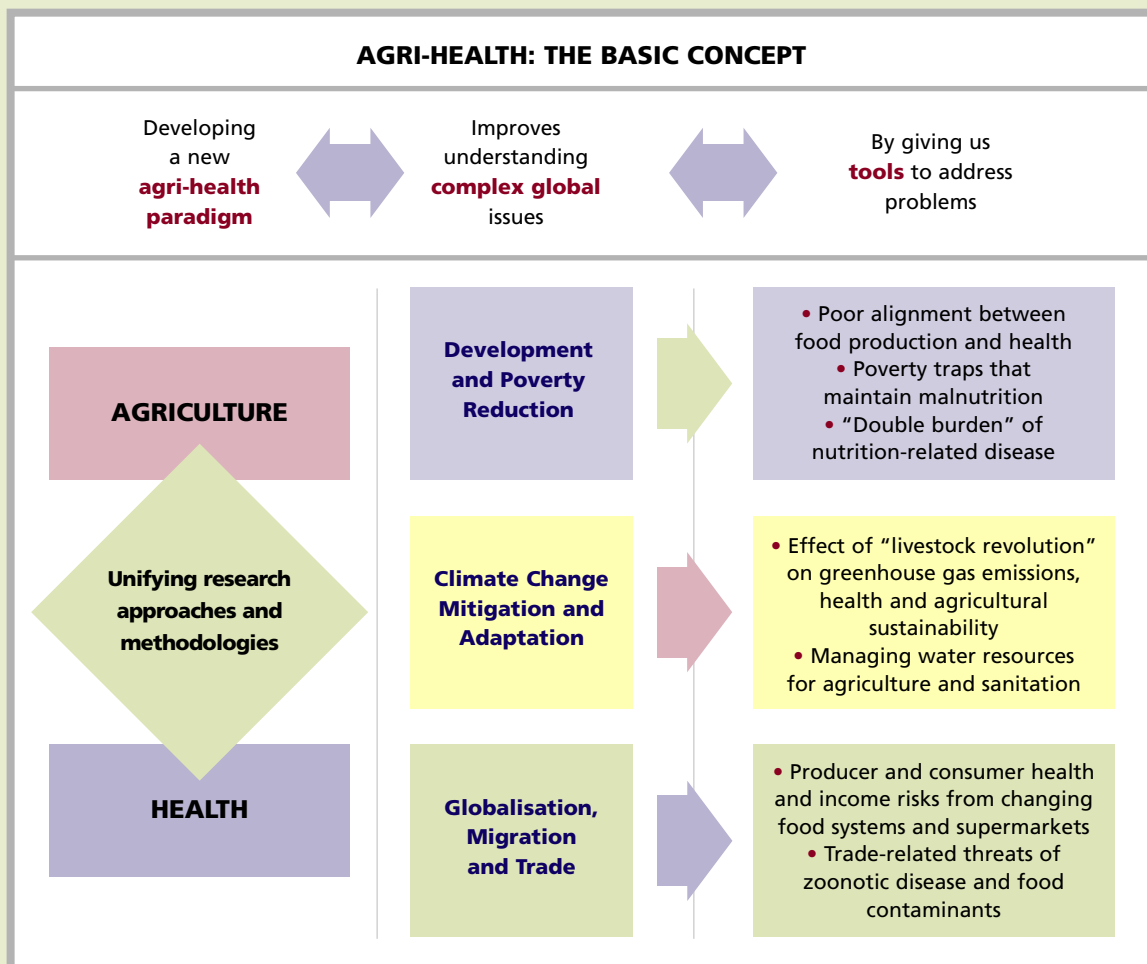 AGRI-HEALTH: THE BASIC CONCEPT
Developing
a new
agri-health
paradigm
Improves
understanding
complex global
issues
By giving us
tools to address
problems
AGRICULTURE
Unifying research
approaches and
methodologies
HEALTH
Development
and Poverty
Reduction
• Poor alignment between
food production and health
• Poverty traps that
maintain malnutrition
• “Double burden” of
nutrition-related disease
Climate Change
Mitigation and
Adaptation
• Effect of “livestock revolution”
on greenhouse gas emissions,
health and agricultural
sustainability
• Managing water resources
for agriculture and sanitation
Globalisation,
Migration
and Trade
• Producer and consumer health
and income risks from changing
food systems and supermarkets
• Trade-related threats of
zoonotic disease and food
contaminants